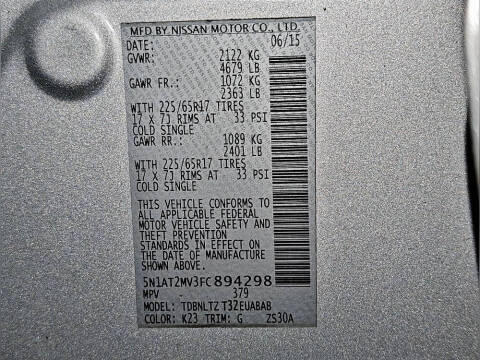 MFD BY NISSAN MOTOR CO., LTD.
DATE: 06/15
GVWR: 2122 KG
4679 LB
GAWR FR.: 1072 KG
2363 LB
WITH 225/65R17 TIRES
17 X 7J RIMS AT 33 PSI
COLD SINGLE
GAWR RR.: 1089 KG
2401 LB
WITH 225/65R17 TIRES
17 X 7J RIMS AT 33 PSI
COLD SINGLE
THIS VEHICLE CONFORMS TO
ALL APPLICABLE FEDERAL
MOTOR VEHICLE SAFETY AND
THEFT PREVENTION
STANDARDS IN EFFECT ON
THE DATE OF MANUFACTURE
SHOWN ABOVE.
5N1AT2MV3FC894298
MPV 379
MODEL: TDBNLTZ T32EUABAB
COLOR: K23 TRIM: G ZS30A